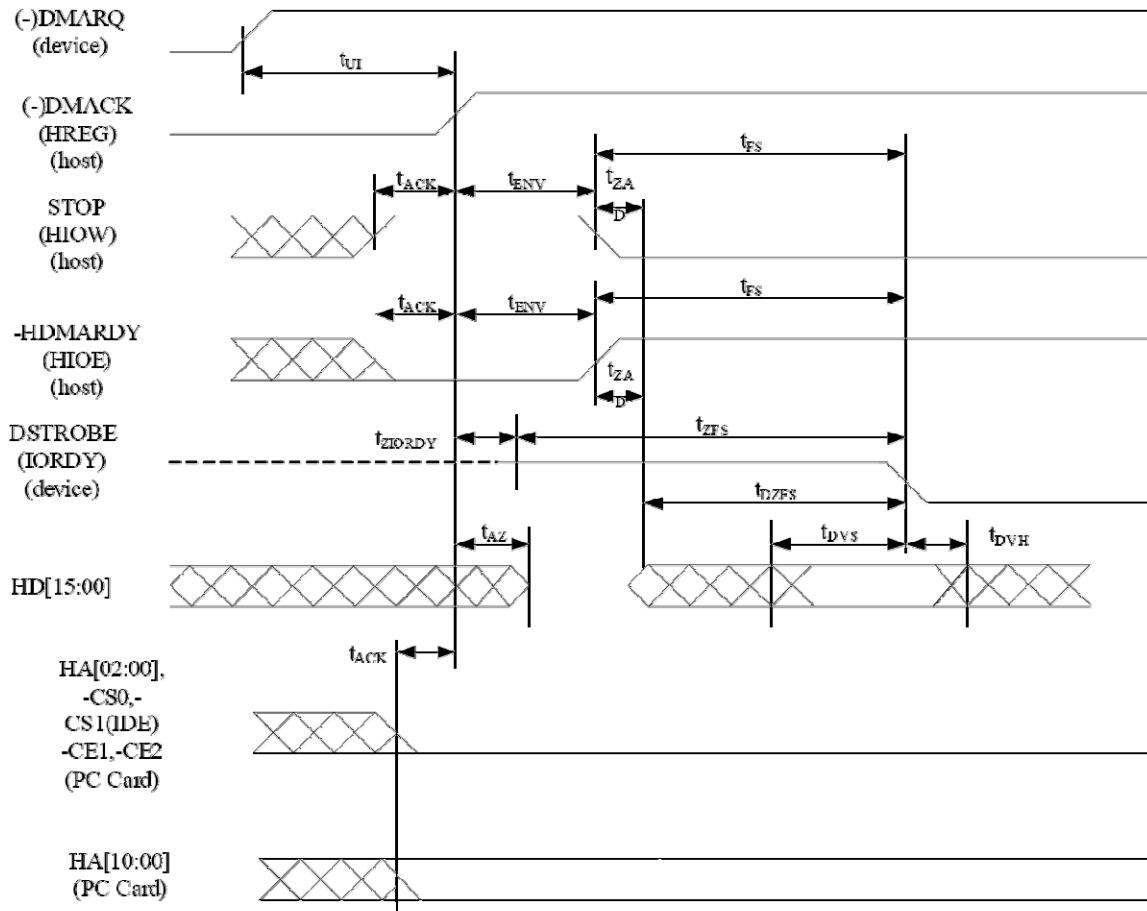 (-)DMARQ
(device)
tUI
(-)DMACK
(HREG)
(host)
tFS
tACK
tENV
tZA
D
STOP
(HIOW)
(host)
tACK
tENV
tFS
-HDMARDY
(HIOE)
(host)
tZA
D
DSTROBE
(IORDY)
(device)
tZIORDY
tZFS
tDZFS
tAZ
tDVS
tDVH
HD[15:00]
tACK
HA[02:00],
-CS0,-
CS1(IDE)
-CE1,-CE2
(PC Card)
HA[10:00]
(PC Card)